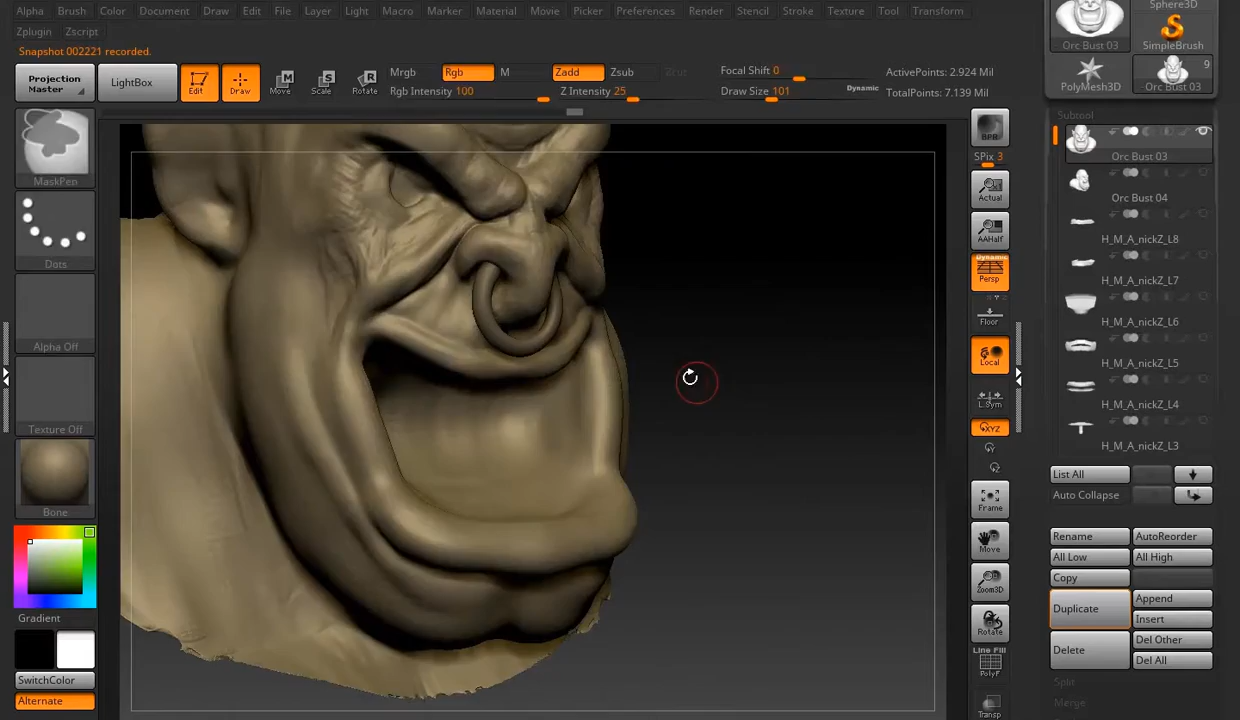 Alpha Brush Color Document Draw Edit File Layer Light Macro Marker Material Movie Picker Preferences Render Stencil Stroke Texture Tool Transform
Zplugin Zscript
Snapshot 002221 recorded.
Projection Master
LightBox
Edit
Draw
Move
Scale
Rotate
Mrgb Rgb M Zadd Zsub Zcut
Rgb Intensity 100 Z Intensity 25
Focal Shift 0
Draw Size 101 Dynamic
ActivePoints: 2.924 Mil
TotalPoints: 7.139 Mil
MaskPen
Dots
Alpha Off
Texture Off
Bone
Gradient
SwitchColor
Alternate
BPR
SPix 3
Actual
AAHalf
Dynamic
Persp
Floor
Local
L.Sym
XYZ
Frame
Move
Zoom3D
Rotate
Line Fill
PolyF
Transp
Sphere3D
Orc Bust 03 SimpleBrush
9
PolyMesh3D Orc Bust 03
Subtool
Orc Bust 03
Orc Bust 04
H_M_A_nickZ_L8
H_M_A_nickZ_L7
H_M_A_nickZ_L6
H_M_A_nickZ_L5
H_M_A_nickZ_L4
H_M_A_nickZ_L3
List All
Auto Collapse
Rename AutoReorder
All Low All High
Copy
Duplicate Append
Insert
Delete Del Other
Del All
Split
Merge